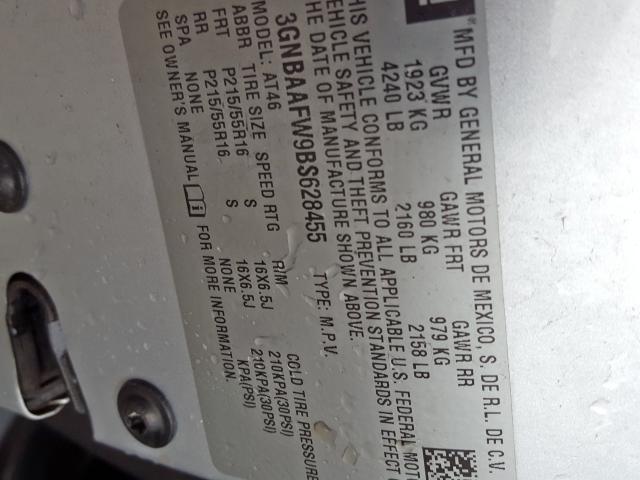 MFD BY GENERAL MOTORS DE MEXICO, S. DE R.L. DE C.V.
GVWR GAWR FRT GAWR RR
1923 KG 980 KG 979 KG
4240 LB 2160 LB 2158 LB
THIS VEHICLE CONFORMS TO ALL APPLICABLE U.S. FEDERAL MOT
VEHICLE SAFETY AND THEFT PREVENTION STANDARDS IN EFFECT
THE DATE OF MANUFACTURE SHOWN ABOVE.
3GNBAAFW9BS628455 TYPE: M.P.V.
MODEL: AT46
ABBR TIRE SIZE SPEED RTG RIM COLD TIRE PRESSURE
FRT P215/55R16 S 16X6.5J 210KPA(30PSI)
RR P215/55R16 S 16X6.5J 210KPA(30PSI)
SPA NONE NONE KPA(PSI)
SEE OWNER'S MANUAL FOR MORE INFORMATION.